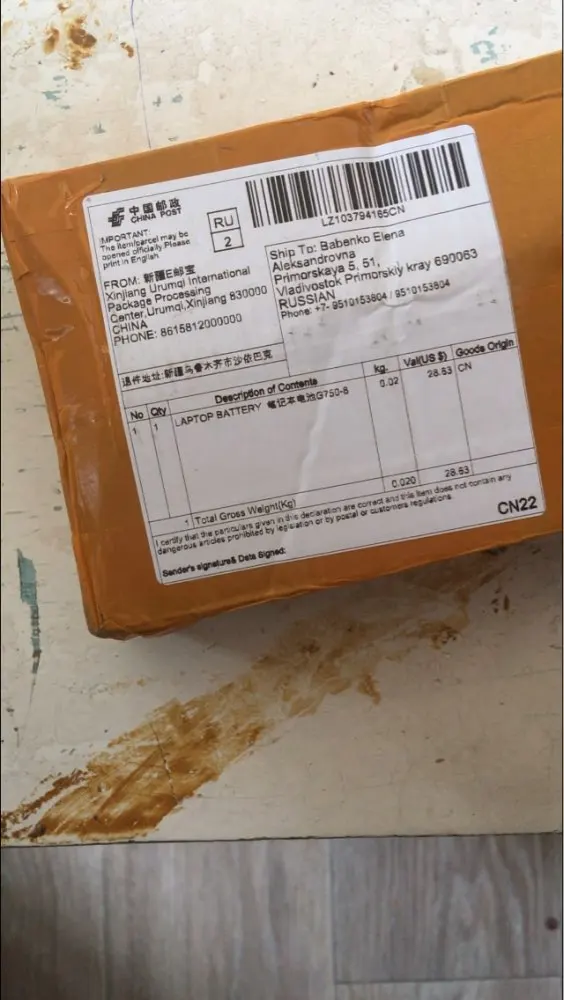 中国邮政
CHINA POST
RU
2
LZ103794165CN
IMPORTANT:
The item/parcel may be
opened officially. Please
print in English.
FROM: 新疆E邮宝
Xinjiang Urumqi International
Package Processing
Center,Urumqi,Xinjiang 830000
CHINA
PHONE: 8615812000000
Ship To: Babenko Elena
Aleksandrovna
Primorskaya 5, 51,
Vladivostok Primorskiy kray 690063
RUSSIAN
Phone: +7- 9510153804 / 9510153804
退件地址:新疆乌鲁木齐市沙依巴克
No Qty Description of Contents kg. Val(US $) Goods Origin
1 1 LAPTOP BATTERY 笔记本电池G750-8 0.02 28.53 CN
1 Total Gross Weight(Kg) 0.020 28.53
I certify that the particulars given in this declaration are correct and this item does not contain any
dangerous articles prohibited by legislation or by postal or customers regulations.
Sender's signature& Data Signed:
CN22